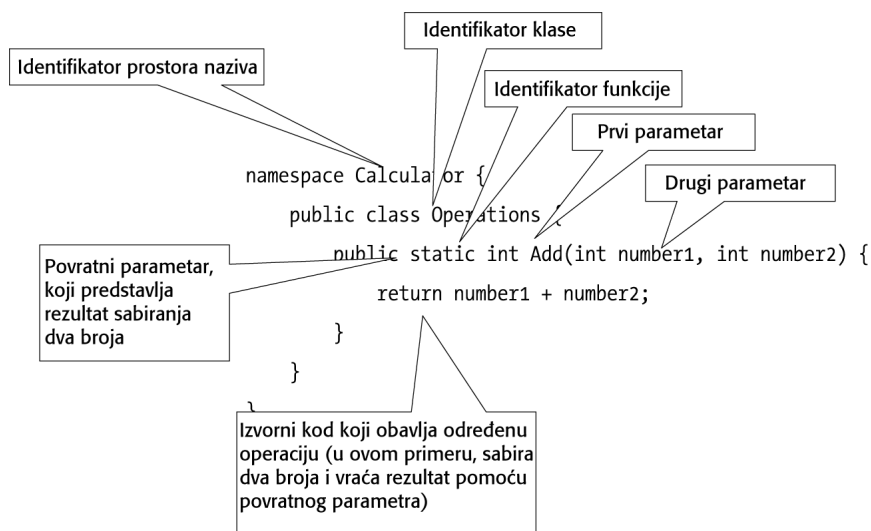 Identifikator klase
Identifikator prostora naziva
Identifikator funkcije
Prvi parametar
Drugi parametar
namespace Calculator {
public class Operations {
public static int Add(int number1, int number2) {
return number1 + number2;
}
}
}
Povratni parametar,
koji predstavlja
rezultat sabiranja
dva broja
Izvorni kod koji obavlja određenu
operaciju (u ovom primeru, sabira
dva broja i vraća rezultat pomoću
povratnog parametra)